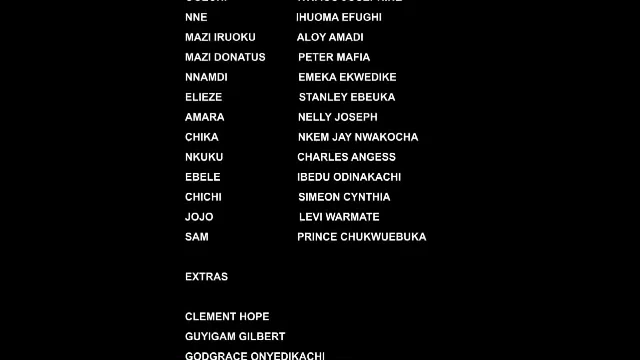 NNE IHUOMA EFUGHI
MAZI IRUOKU ALOY AMADI
MAZI DONATUS PETER MAFIA
NNAMDI EMEKA EKWEDIKE
ELIEZE STANLEY EBEUKA
AMARA NELLY JOSEPH
CHIKA NKEM JAY NWAKOCHA
NKUKU CHARLES ANGESS
EBELE IBEDU ODINAKACHI
CHICHI SIMEON CYNTHIA
JOJO LEVI WARMATE
SAM PRINCE CHUKWUEBUKA
EXTRAS
CLEMENT HOPE
GUYIGAM GILBERT
GODGRACE ONYEDIKACHI